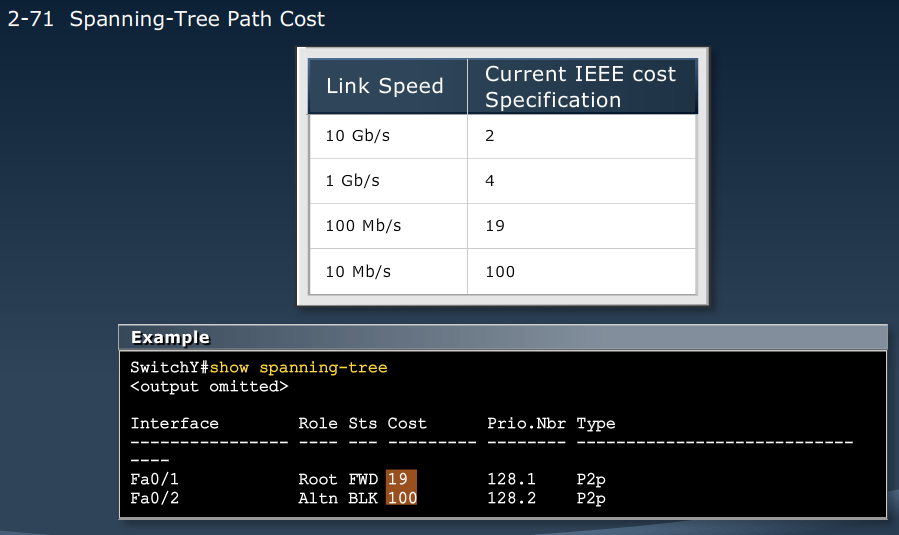 2-71 Spanning-Tree Path Cost
Link Speed
Current IEEE cost
Specification
10 Gb/s 2
1 Gb/s 4
100 Mb/s 19
10 Mb/s 100
Example
SwitchY#show spanning-tree
<output omitted>
Interface        Role Sts Cost      Prio.Nbr Type
---------------- ---- --- --------- -------- ----------------------------
----
Fa0/1            Root FWD 19        128.1    P2p
Fa0/2            Altn BLK 100       128.2    P2p